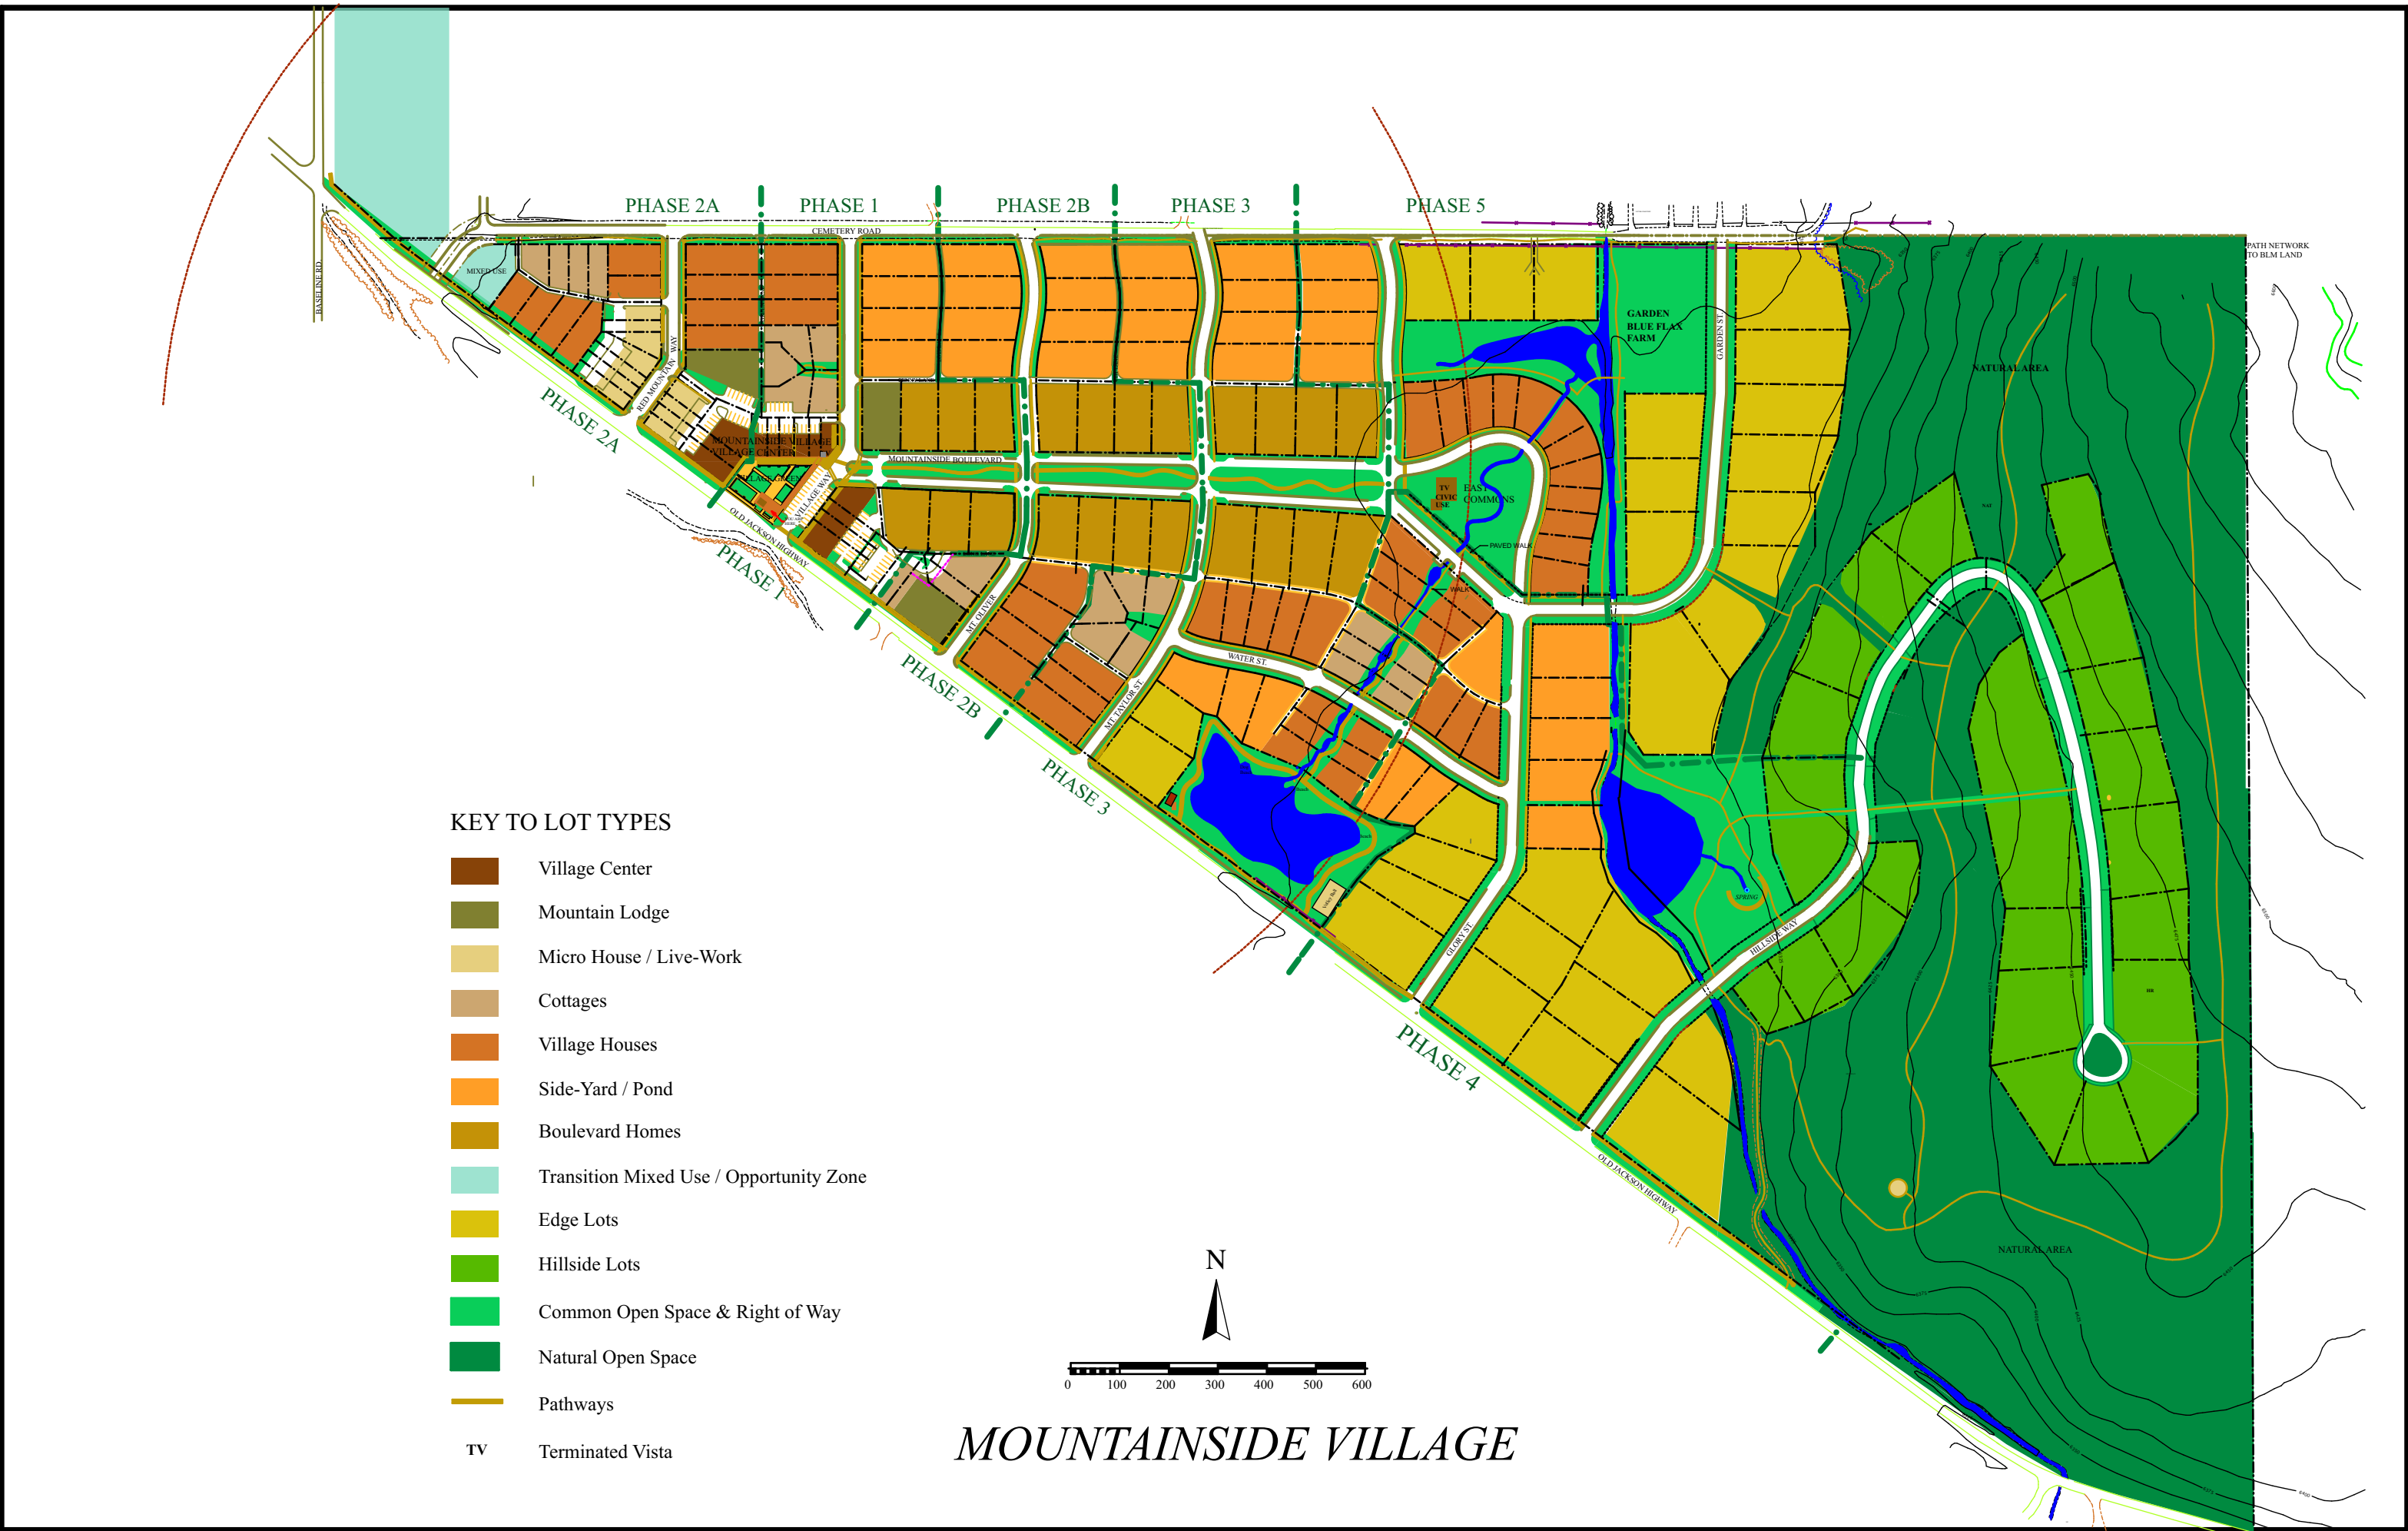 PHASE 2A
PHASE 1
PHASE 2B
PHASE 3
PHASE 5
CEMETERY ROAD
PATH NETWORK
TO BLM LAND
BASELINE RD.
MIXED USE
GARDEN
BLUE FLAX
FARM
GARDEN ST.
NATURAL AREA
RED MOUNTAIN WAY
PHASE 2A
MOUNTAINSIDE VILLAGE
VILLAGE CENTER
MOUNTAINSIDE BOULEVARD
VILLAGE GREEN
VILLAGE WAY
TV
CIVIC
USE
EAST
COMMONS
OLD JACKSON HIGHWAY
PAVED WALK
PHASE 1
WALK
MT. OLIVER
WATER ST.
PHASE 2B
MT. TAYLOR ST.
PHASE 3
SPRING
GLORY ST.
HILLSIDE WAY
PHASE 4
OLD JACKSON HIGHWAY
NATURAL AREA
KEY TO LOT TYPES
Village Center
Mountain Lodge
Micro House / Live-Work
Cottages
Village Houses
Side-Yard / Pond
Boulevard Homes
Transition Mixed Use / Opportunity Zone
Edge Lots
Hillside Lots
Common Open Space & Right of Way
Natural Open Space
Pathways
TV Terminated Vista
N
0 100 200 300 400 500 600
MOUNTAINSIDE VILLAGE